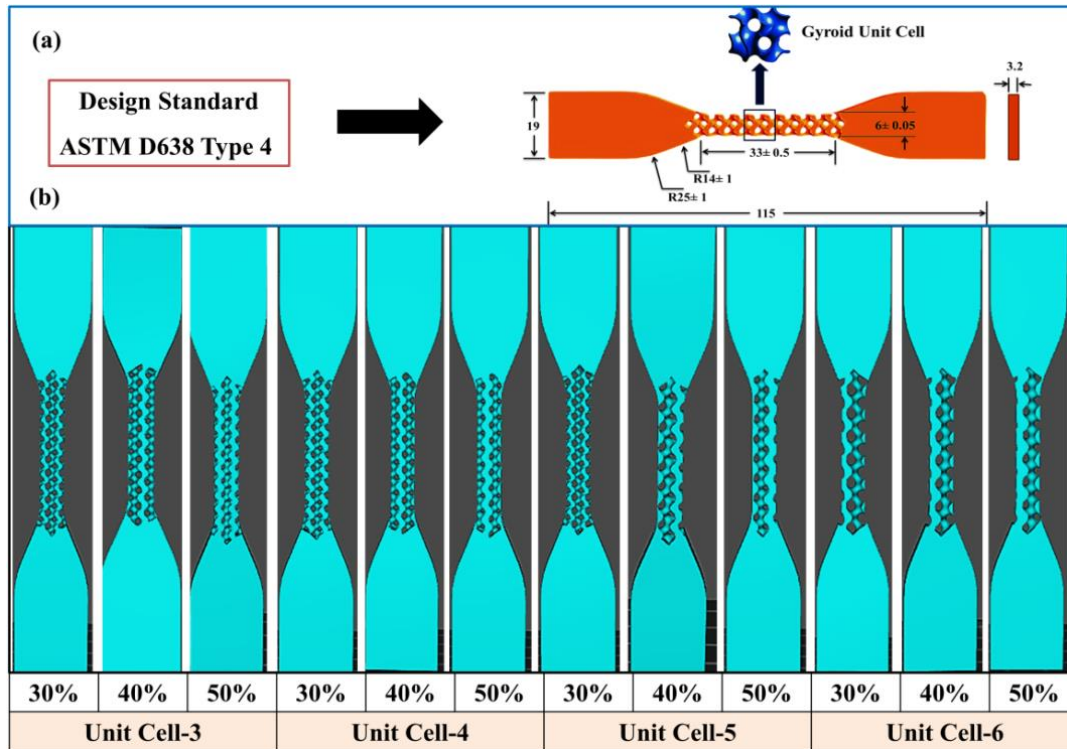 (a)
Design Standard
ASTM D638 Type 4
Gyroid Unit Cell
3.2
19
6± 0.05
33± 0.5
R14± 1
R25± 1
115
(b)
30% 40% 50% 30% 40% 50% 30% 40% 50% 30% 40% 50%
Unit Cell-3 Unit Cell-4 Unit Cell-5 Unit Cell-6